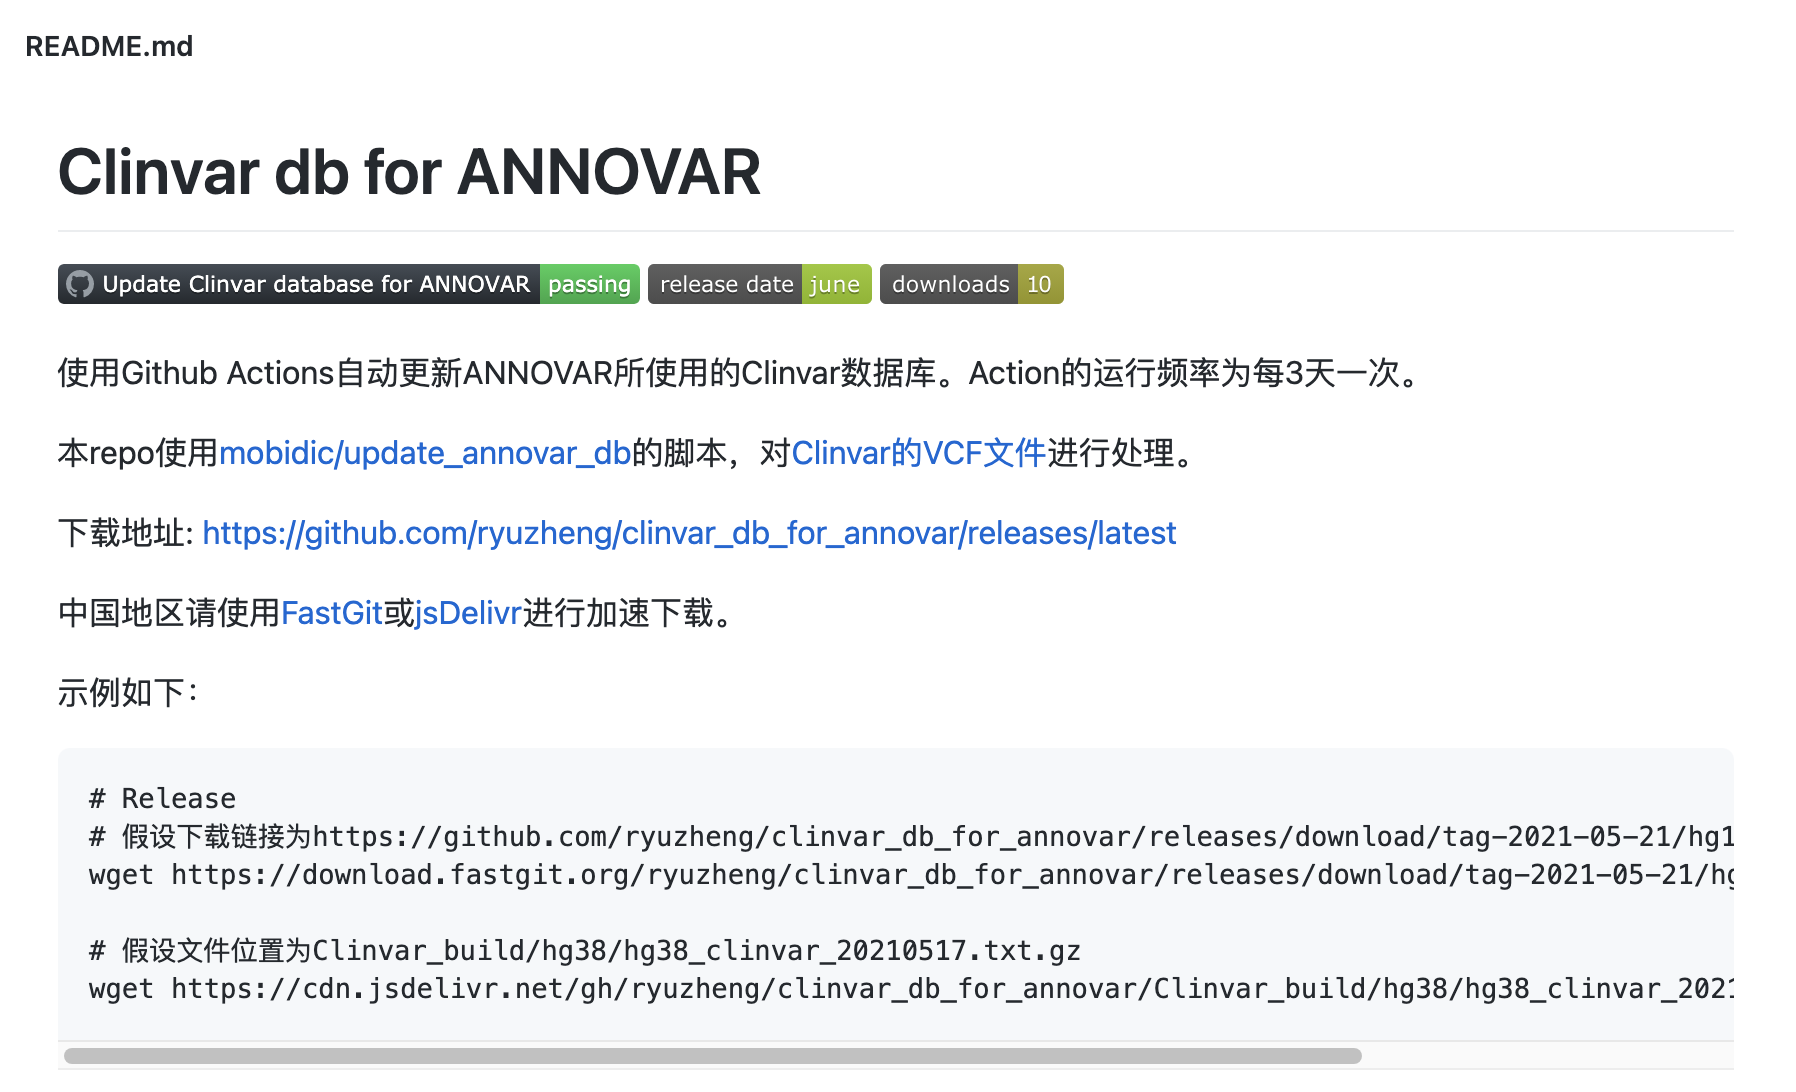 README.md
Clinvar db for ANNOVAR
Update Clinvar database for ANNOVAR passing release date june downloads 10
使用Github Actions自动更新ANNOVAR所使用的Clinvar数据库。Action的运行频率为每3天一次。
本repo使用mobidic/update_annovar_db的脚本，对Clinvar的VCF文件进行处理。
下载地址: https://github.com/ryuzheng/clinvar_db_for_annovar/releases/latest
中国地区请使用FastGit或jsDelivr进行加速下载。
示例如下：
# Release
# 假设下载链接为https://github.com/ryuzheng/clinvar_db_for_annovar/releases/download/tag-2021-05-21/hg1
wget https://download.fastgit.org/ryuzheng/clinvar_db_for_annovar/releases/download/tag-2021-05-21/hg
# 假设文件位置为Clinvar_build/hg38/hg38_clinvar_20210517.txt.gz
wget https://cdn.jsdelivr.net/gh/ryuzheng/clinvar_db_for_annovar/Clinvar_build/hg38/hg38_clinvar_2021